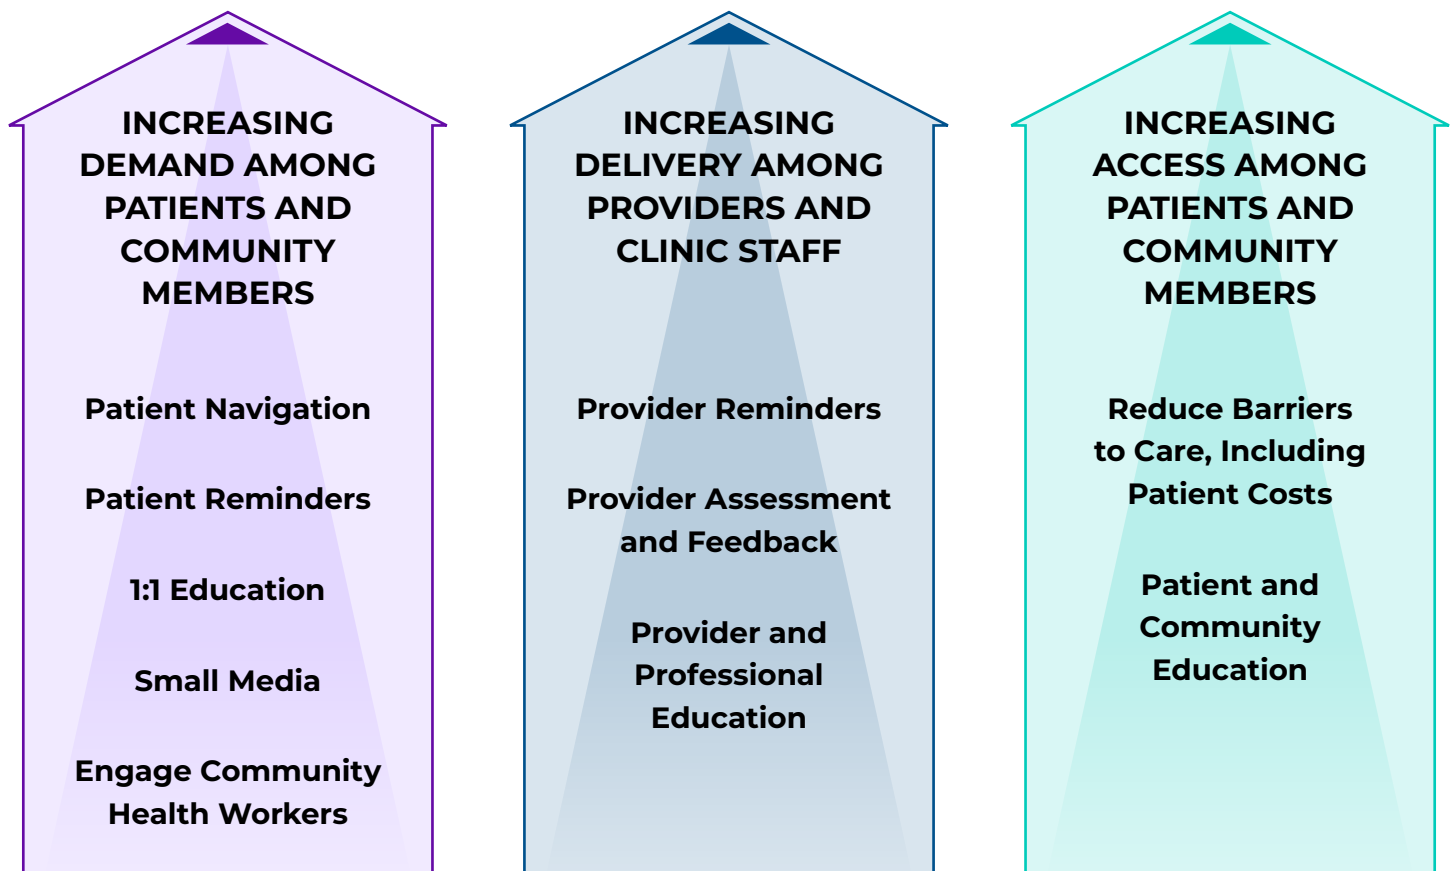 INCREASING
DEMAND AMONG
PATIENTS AND
COMMUNITY
MEMBERS
Patient Navigation
Patient Reminders
1:1 Education
Small Media
Engage Community
Health Workers
INCREASING
DELIVERY AMONG
PROVIDERS AND
CLINIC STAFF
Provider Reminders
Provider Assessment
and Feedback
Provider and
Professional
Education
INCREASING
ACCESS AMONG
PATIENTS AND
COMMUNITY
MEMBERS
Reduce Barriers
to Care, Including
Patient Costs
Patient and
Community
Education